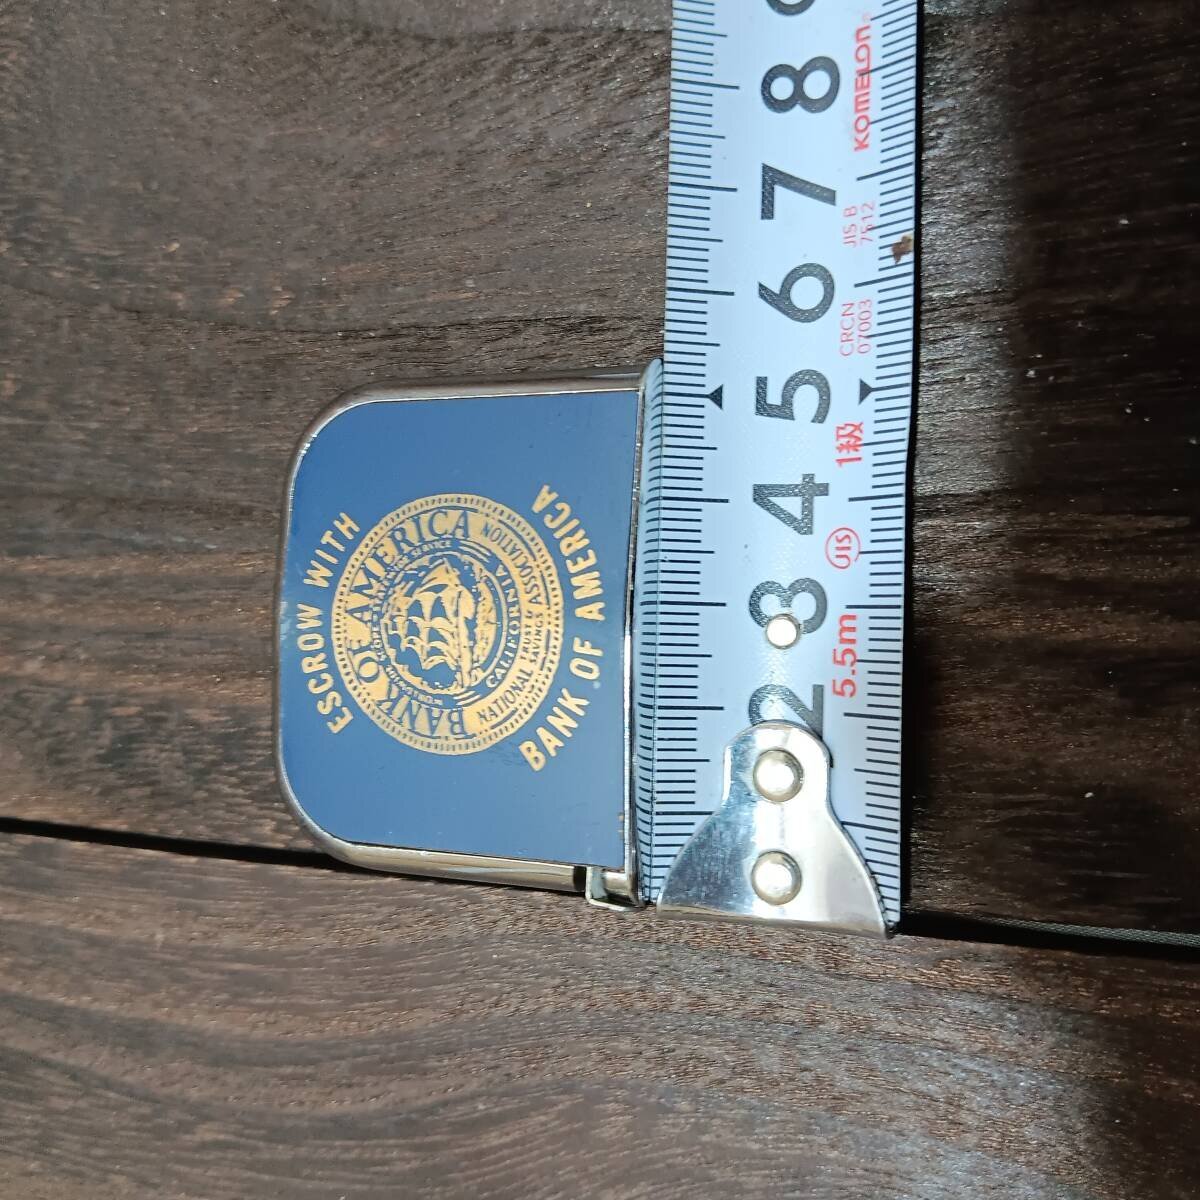 ESCROW WITH
BANK OF AMERICA
NATIONAL TRUST & SAVINGS ASSOCIATION
CALIFORNIA
BANK OF AMERICA
2 3 4 5 6 7 8
5.5m
JIS
1級
CRCN
07003
JIS B
7512
KOMELON®